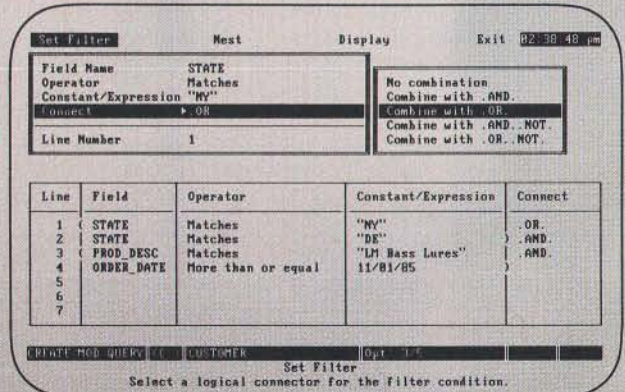 Set Filter Nest Display Exit 02:38:48 pm
Field Name STATE
Operator Matches
Constant/Expression "NY"
Connect ▶.OR
Line Number 1
No combination
Combine with .AND.
Combine with .OR.
Combine with .AND..NOT.
Combine with .OR..NOT.
Line Field Operator Constant/Expression Connect
1 ( STATE Matches "NY" .OR.
2 STATE Matches "DE" ) .AND.
3 ( PROD_DESC Matches "LM Bass Lures" .AND.
4 ORDER_DATE More than or equal 11/01/85 )
5
6
7
CREATE MOD QUERY CUSTOMER Opt: 3/5
Set Filter
Select a logical connector for the filter condition.